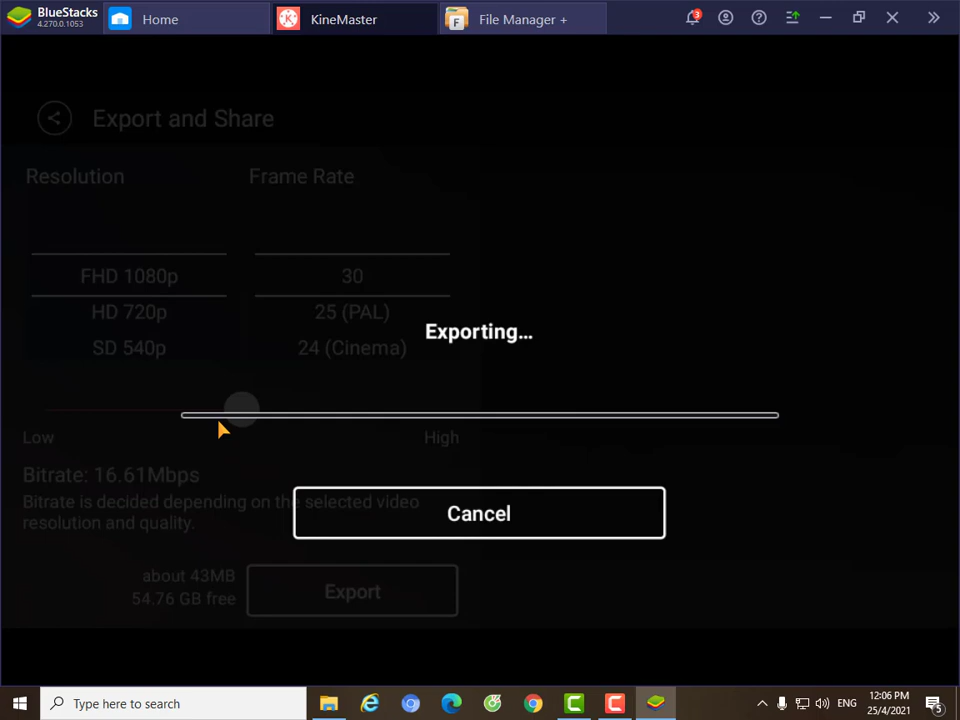 BlueStacks
4.270.0.1053
Home
KineMaster
File Manager +
3
Export and Share
Resolution
Frame Rate
FHD 1080p
30
HD 720p
25 (PAL)
SD 540p
24 (Cinema)
Exporting...
Low
High
Bitrate: 16.61Mbps
Bitrate is decided depending on the selected video
resolution and quality.
Cancel
about 43MB
54.76 GB free
Export
Type here to search
ENG
12:06 PM
25/4/2021
5